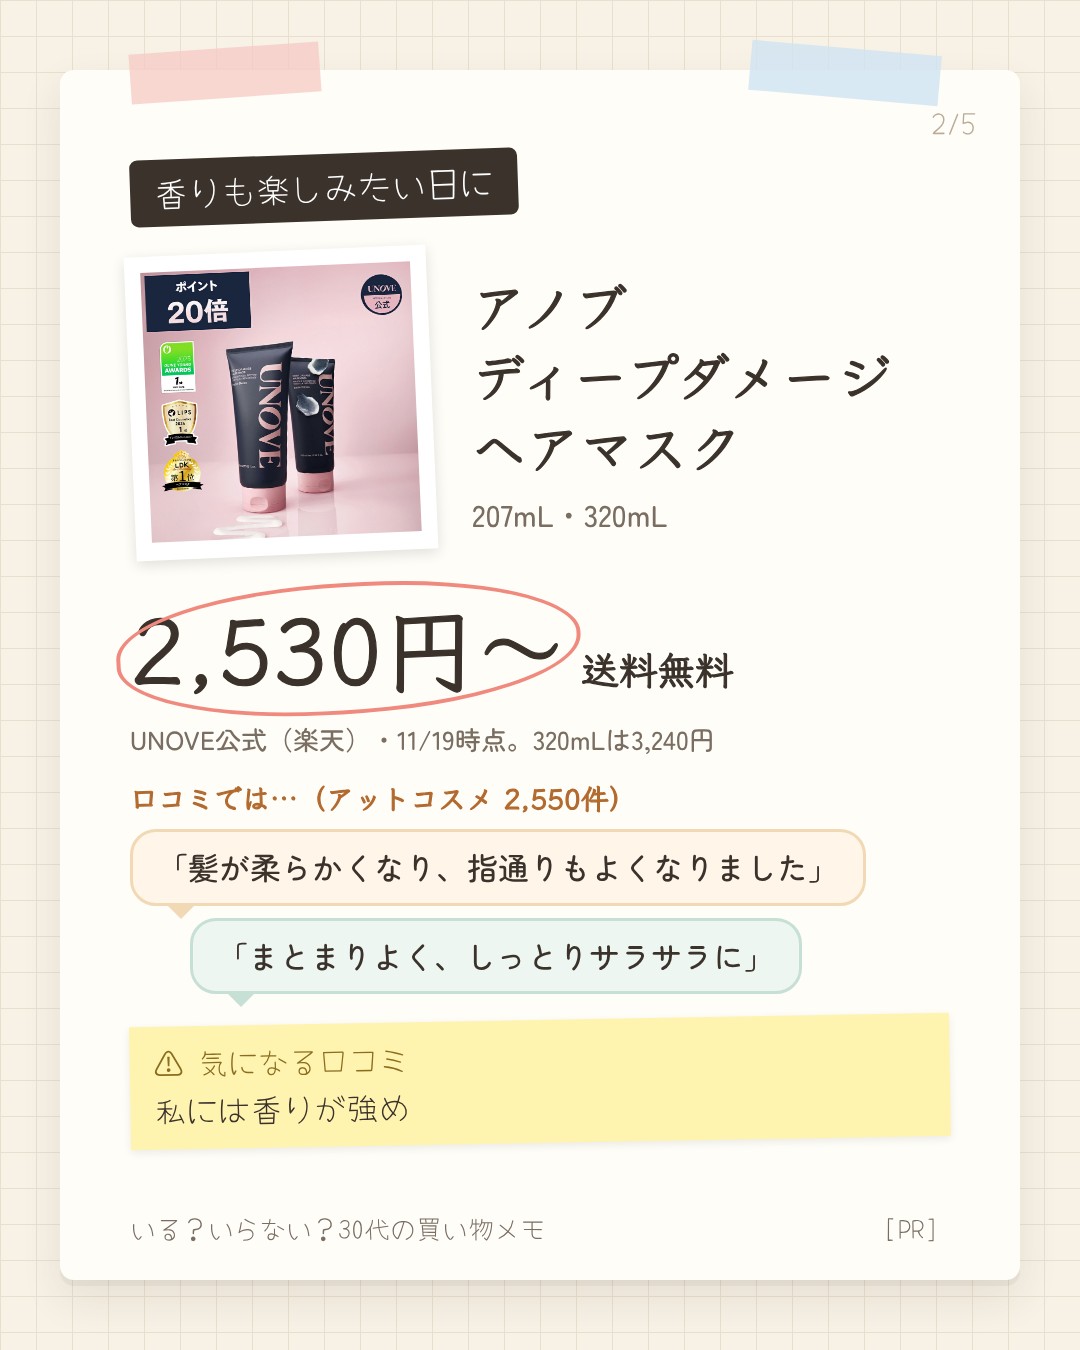 2/5
香りも楽しみたい日に
ポイント
20倍
UNOVE
公式
AWARDS
1
LIPS
LDK
第1位
UNOVE
UNOVE
アノブ
ディープダメージ
ヘアマスク
207mL・320mL
2,530円〜 送料無料
UNOVE公式（楽天）・11/19時点。320mLは3,240円
口コミでは…（アットコスメ 2,550件）
「髪が柔らかくなり、指通りもよくなりました」
「まとまりよく、しっとりサラサラに」
気になる口コミ
私には香りが強め
いる？いらない？30代の買い物メモ
[PR]